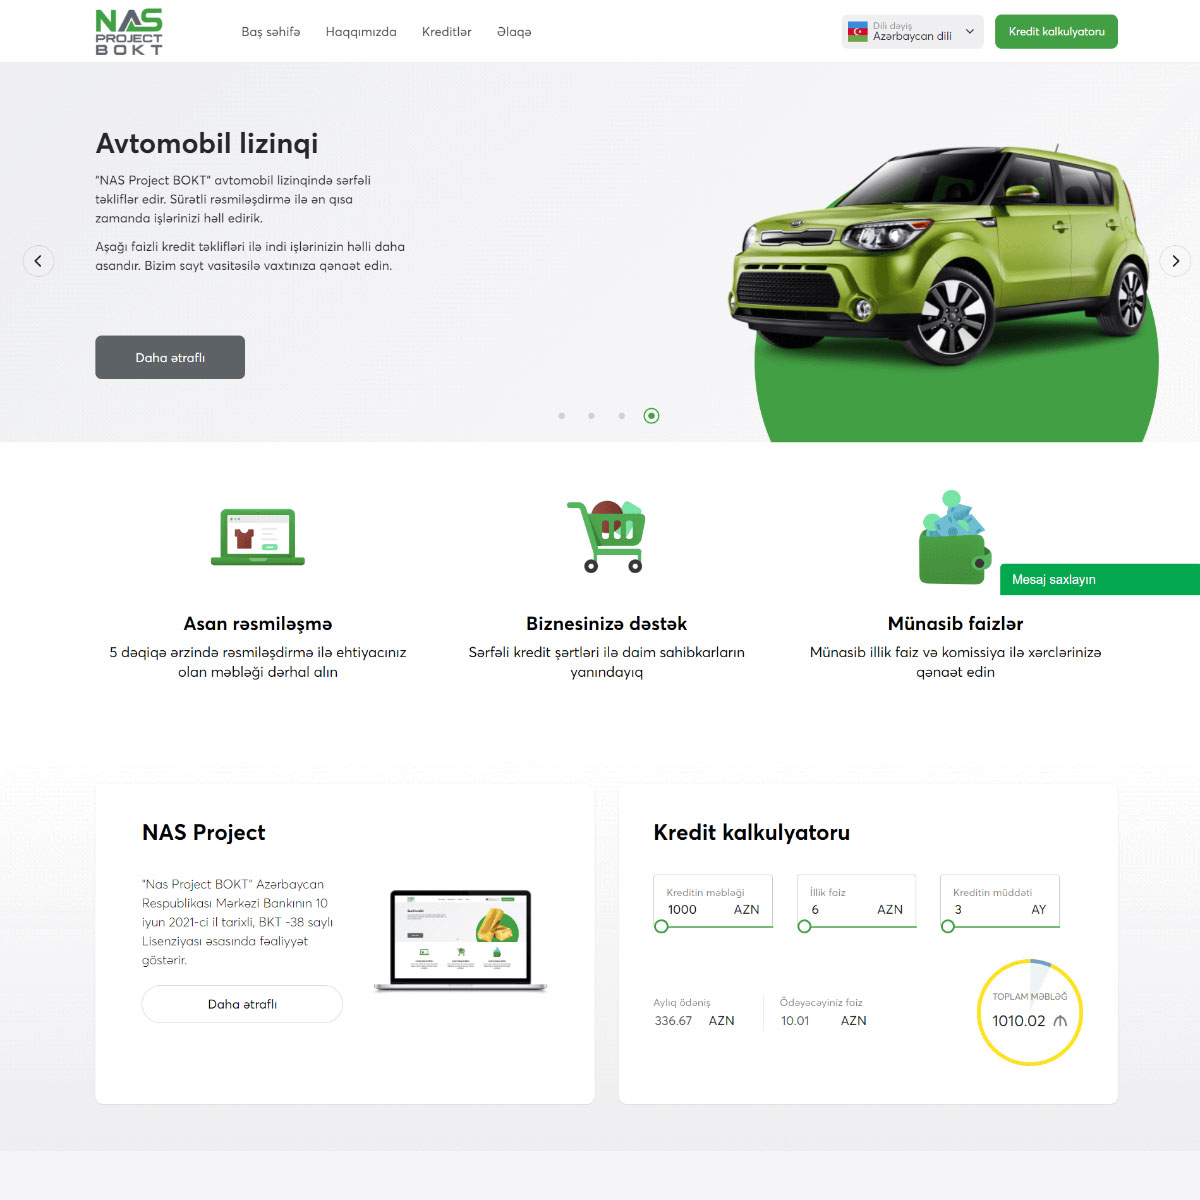 NAS
PROJECT
BOKT
Baş səhifə
Haqqımızda
Kreditlər
Əlaqə
Dili dəyiş
Azərbaycan dili
Kredit kalkulyatoru
Avtomobil lizinqi
"NAS Project BOKT" avtomobil lizinqində sərfəli
təkliflər edir. Sürətli rəsmiləşdirmə ilə ən qısa
zamanda işlərinizi həll edirik.
Aşağı faizli kredit təklifləri ilə indi işlərinizin həlli daha
asandır. Bizim sayt vasitəsilə vaxtınıza qənaət edin.
Daha ətraflı
Mesaj saxlayın
Asan rəsmiləşmə
5 dəqiqə ərzində rəsmiləşdirmə ilə ehtiyacınız
olan məbləği dərhal alın
Biznesinizə dəstək
Sərfəli kredit şərtləri ilə daim sahibkarların
yanındayıq
Münasib faizlər
Münasib illik faiz və komissiya ilə xərclərinizə
qənaət edin
NAS Project
"Nas Project BOKT" Azərbaycan
Respublikası Mərkəzi Bankının 10
iyun 2021-ci il tarixli, BKT -38 saylı
Lisenziyası əsasında fəaliyyət
göstərir.
Daha ətraflı
Kredit kalkulyatoru
Kreditin məbləği
1000 AZN
İllik faiz
6 AZN
Kreditin müddəti
3 AY
Aylıq ödəniş
336.67 AZN
Ödəyəcəyiniz faiz
10.01 AZN
TOPLAM MƏBLƏĞ
1010.02 ₼